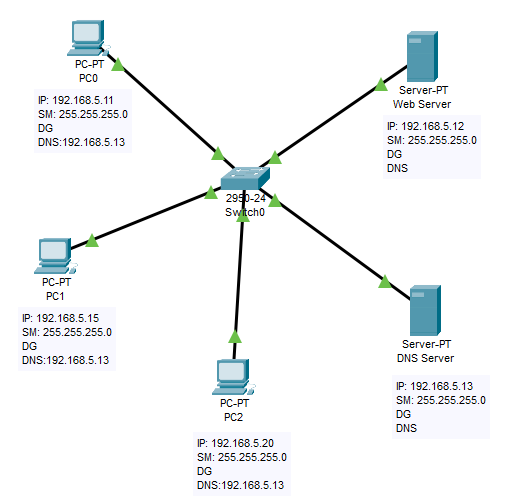 PC-PT
PC0
IP: 192.168.5.11
SM: 255.255.255.0
DG
DNS:192.168.5.13
Server-PT
Web Server
IP: 192.168.5.12
SM: 255.255.255.0
DG
DNS
2950-24
Switch0
PC-PT
PC1
IP: 192.168.5.15
SM: 255.255.255.0
DG
DNS:192.168.5.13
Server-PT
DNS Server
IP: 192.168.5.13
SM: 255.255.255.0
DG
DNS
PC-PT
PC2
IP: 192.168.5.20
SM: 255.255.255.0
DG
DNS:192.168.5.13